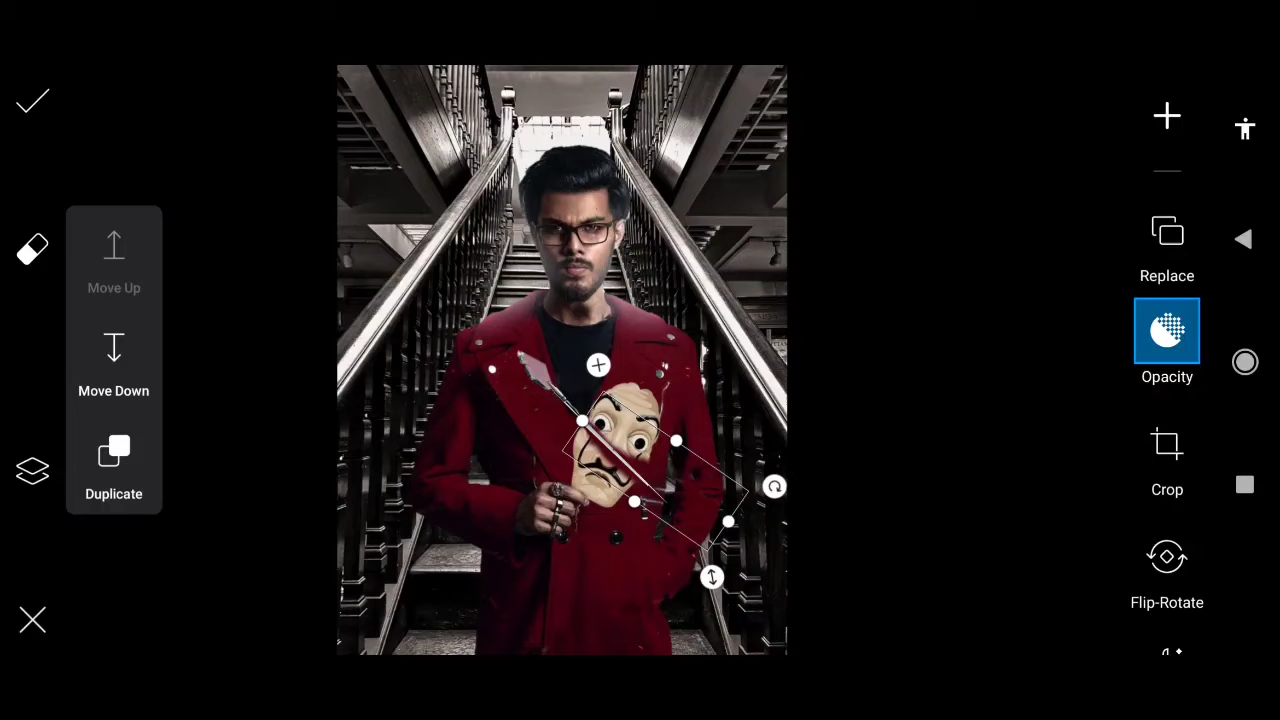 Move Up
Move Down
Duplicate
Replace
Opacity
Crop
Flip-Rotate